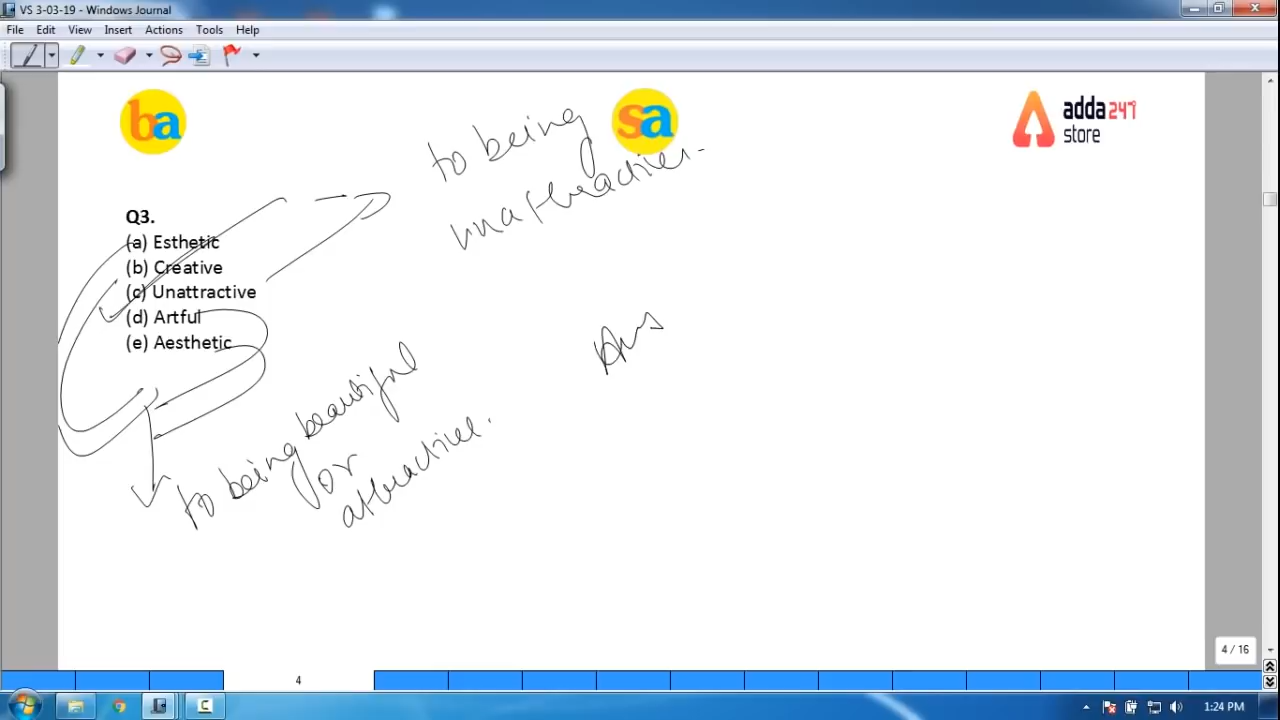 VS 3-03-19 - Windows Journal
File Edit View Insert Actions Tools Help
ba
sa
adda247
store
to being
unattractive.
Q3.
(a) Esthetic
(b) Creative
(c) Unattractive
(d) Artful
(e) Aesthetic
Ans
to being beautiful
or
attractive.
4 / 16
4
1:24 PM